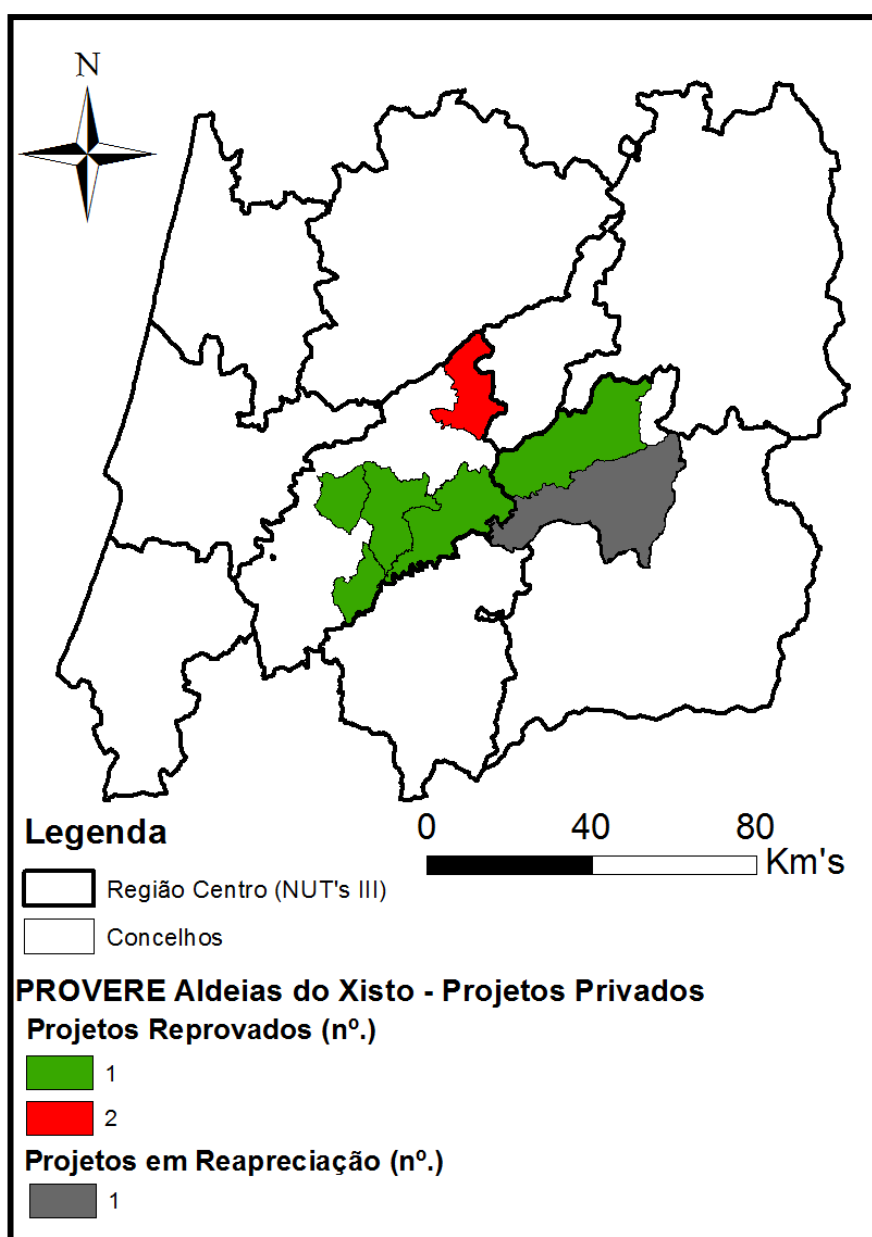 N
Legenda
0 40 80
Km's
Região Centro (NUT's III)
Concelhos
PROVERE Aldeias do Xisto - Projetos Privados
Projetos Reprovados (nº.)
1
2
Projetos em Reapreciação (nº.)
1